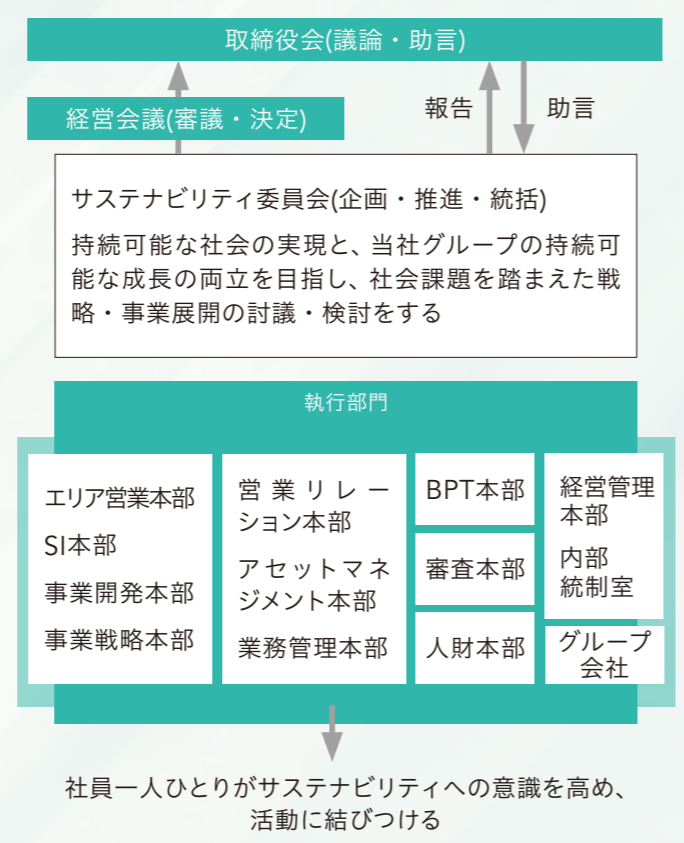 取締役会(議論・助言)
経営会議(審議・決定)
報告
助言
サステナビリティ委員会(企画・推進・統括)
持続可能な社会の実現と、当社グループの持続可
能な成長の両立を目指し、社会課題を踏まえた戦
略・事業展開の討議・検討をする
執行部門
エリア営業本部
SI本部
事業開発本部
事業戦略本部
営業リレー
ション本部
アセットマネ
ジメント本部
業務管理本部
BPT本部
審査本部
人財本部
経営管理
本部
内部
統制室
グループ
会社
社員一人ひとりがサステナビリティへの意識を高め、
活動に結びつける